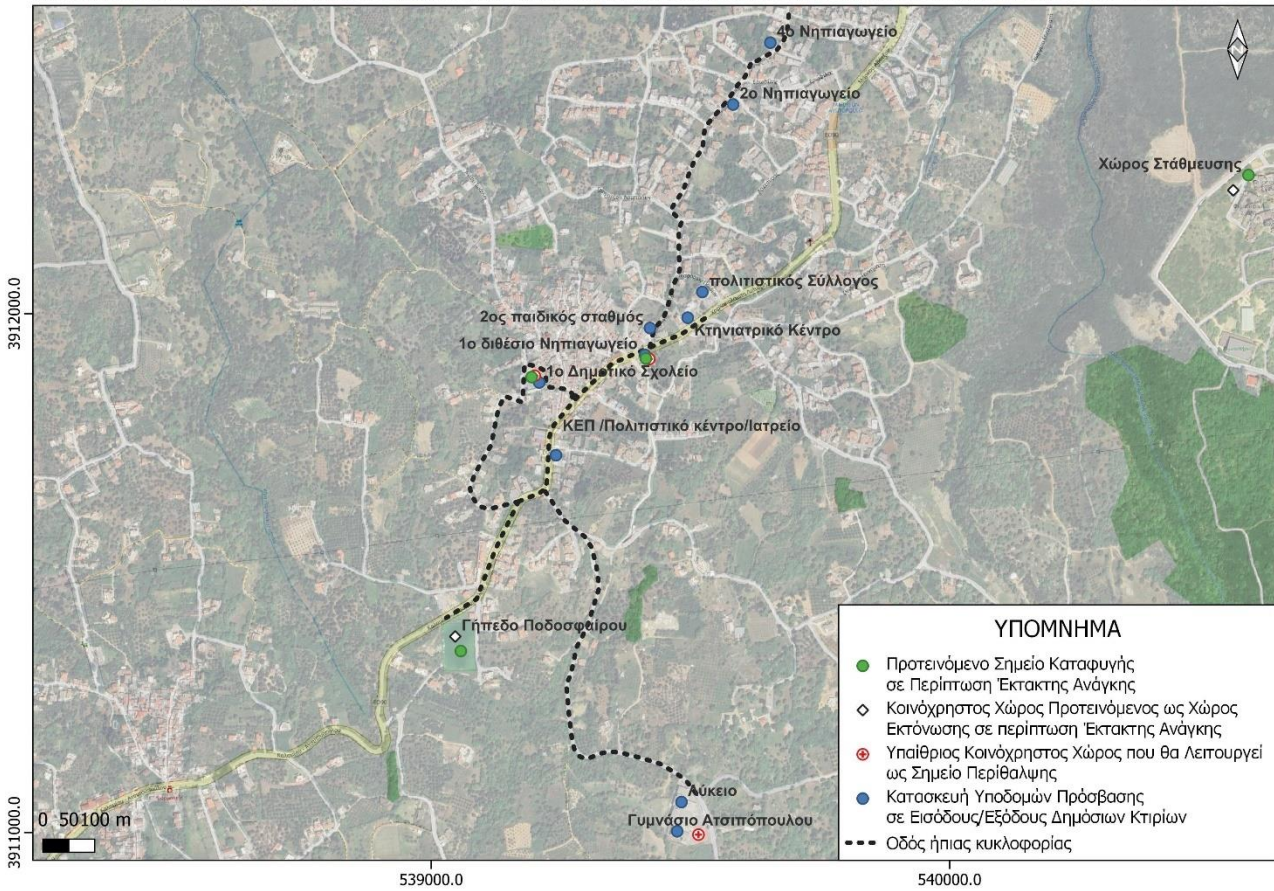 4ο Νηπιαγωγείο
2ο Νηπιαγωγείο
Χώρος Στάθμευσης
πολιτιστικός Σύλλογος
2ος παιδικός σταθμός
Κτηνιατρικό Κέντρο
1ο διθέσιο Νηπιαγωγείο
1ο Δημοτικό Σχολείο
ΚΕΠ /Πολιτιστικό κέντρο/Ιατρείο
Γήπεδο Ποδοσφαίρου
Λύκειο
Γυμνάσιο Ατσιπόπουλου
3912000.0
3911000.0
0 50100 m
539000.0
540000.0
ΥΠΟΜΝΗΜΑ
Προτεινόμενο Σημείο Καταφυγής
σε Περίπτωση Έκτακτης Ανάγκης
Κοινόχρηστος Χώρος Προτεινόμενος ως Χώρος
Εκτόνωσης σε περίπτωση Έκτακτης Ανάγκης
Υπαίθριος Κοινόχρηστος Χώρος που θα Λειτουργεί
ως Σημείο Περίθαλψης
Κατασκευή Υποδομών Πρόσβασης
σε Εισόδους/Εξόδους Δημόσιων Κτιρίων
Οδός ήπιας κυκλοφορίας